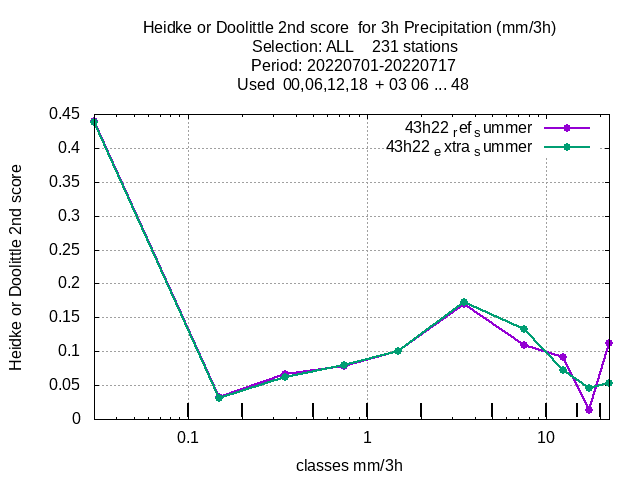 Heidke or Doolittle 2nd score  for 3h Precipitation (mm/3h)
Selection: ALL    231 stations
Period: 20220701-20220717
Used  00,06,12,18  + 03 06 ... 48
43h22 ref summer
43h22 extra summer
Heidke or Doolittle 2nd score
0.45
0.4
0.35
0.3
0.25
0.2
0.15
0.1
0.05
0
0.1 1 10
classes mm/3h